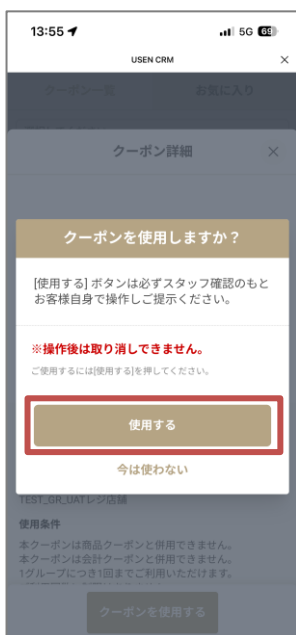 13:55
5G 69
USEN CRM
クーポン一覧 お気に入り
クーポン詳細
クーポンを使用しますか？
[使用する] ボタンは必ずスタッフ確認のもと
お客様自身で操作しご提示ください。
※操作後は取り消しできません。
ご使用するには[使用する]を押してください。
使用する
今は使わない
TEST_GR_UATレジ店舗
使用条件
本クーポンは商品クーポンと併用できません。
本クーポンは会計クーポンと併用できません。
1グループにつき1回までご利用いただけます。
クーポンを使用する